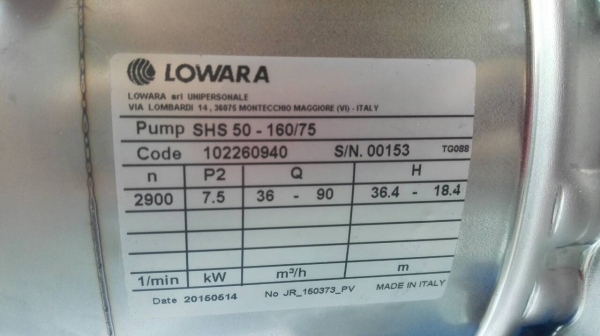 LOWARA
LOWARA srl UNIPERSONALE
VIA LOMBARDI 14 , 36075 MONTECCHIO MAGGIORE (VI) - ITALY
Pump SHS 50 - 160/75
Code 102260940 S/N. 00153 TG088
n P2 Q H
2900 7.5 36 - 90 36.4 - 18.4
1/min kW m³/h m
Date 20150514 No JR_150373_PV MADE IN ITALY